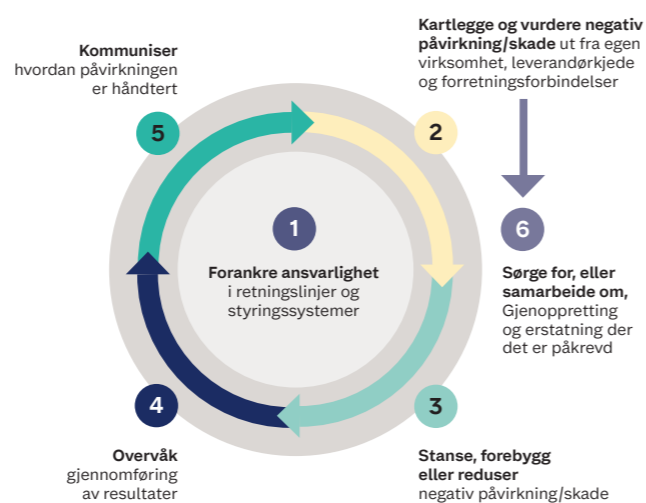 1
Forankre ansvarlighet
i retningslinjer og
styringssystemer
2
Kartlegge og vurdere negativ
påvirkning/skade ut fra egen
virksomhet, leverandørkjede
og forretningsforbindelser
3
Stanse, forebygg
eller reduser
negativ påvirkning/skade
4
Overvåk
gjennomføring
av resultater
5
Kommuniser
hvordan påvirkningen
er håndtert
6
Sørge for, eller
samarbeide om,
Gjenoppretting
og erstatning der
det er påkrevd